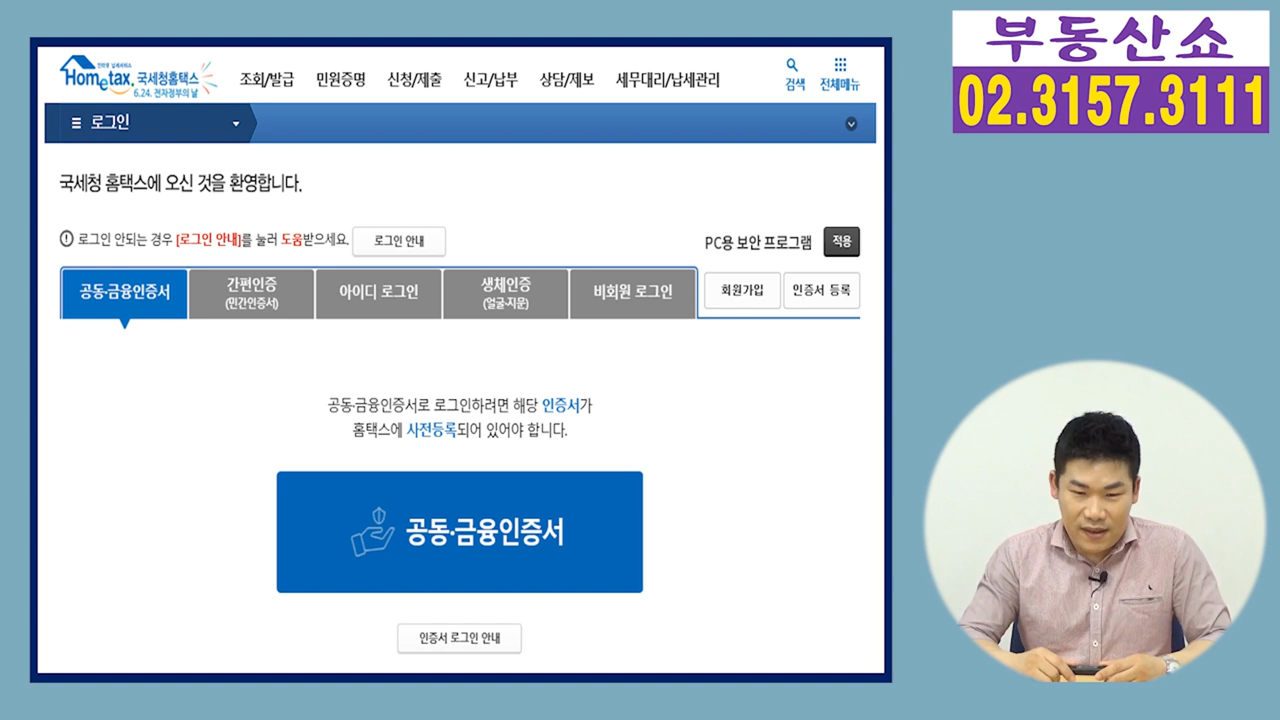 부동산쇼
02.3157.3111
Hometax. 국세청홈택스
6.24. 전자정부의 날
조회/발급 민원증명 신청/제출 신고/납부 상담/제보 세무대리/납세관리
검색 전체메뉴
로그인
국세청 홈택스에 오신 것을 환영합니다.
로그인 안되는 경우 [로그인 안내]를 눌러 도움받으세요.
로그인 안내
PC용 보안 프로그램 적용
공동·금융인증서
간편인증
(민간인증서)
아이디 로그인
생체인증
(얼굴·지문)
비회원 로그인
회원가입
인증서 등록
공동·금융인증서로 로그인하려면 해당 인증서가
홈택스에 사전등록되어 있어야 합니다.
공동·금융인증서
인증서 로그인 안내